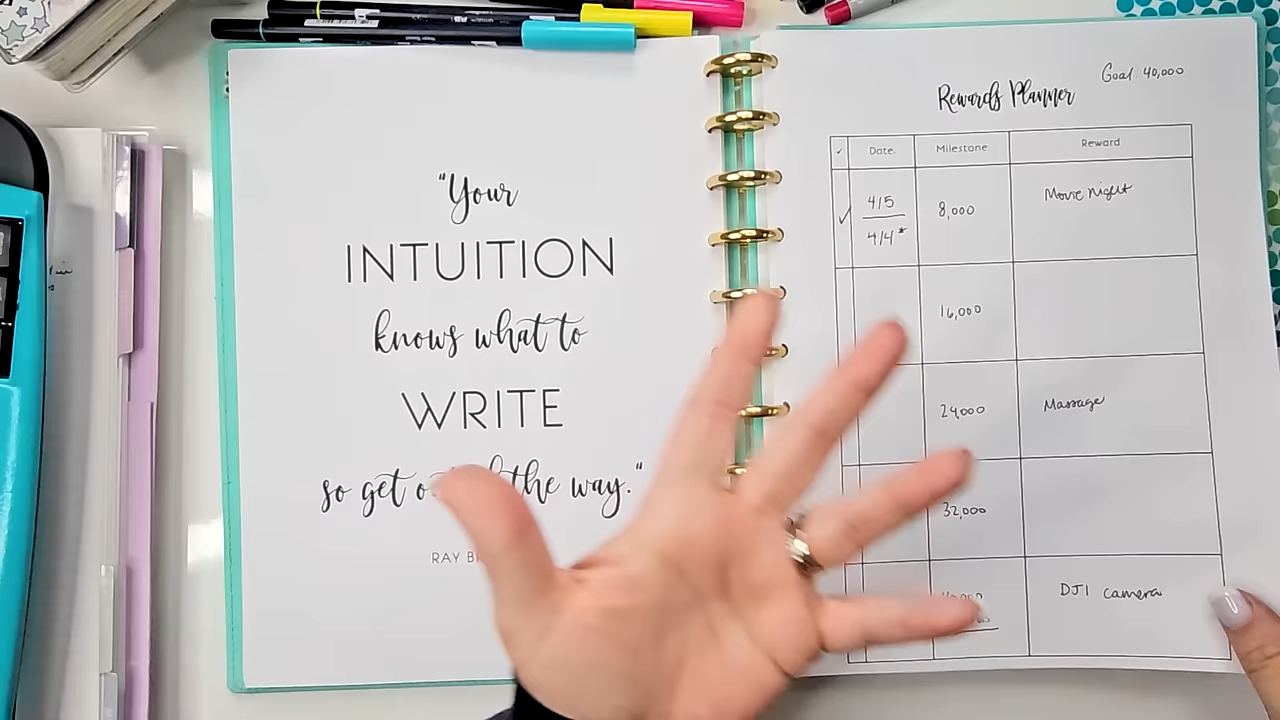 "Your
INTUITION
knows what to
WRITE
so get the way."
RAY
Goal: 40,000
Rewards Planner
✓ Date Milestone Reward
✓ 4/5 4/4* 8,000 Movie night
16,000
24,000 Massage
32,000
DJI camera